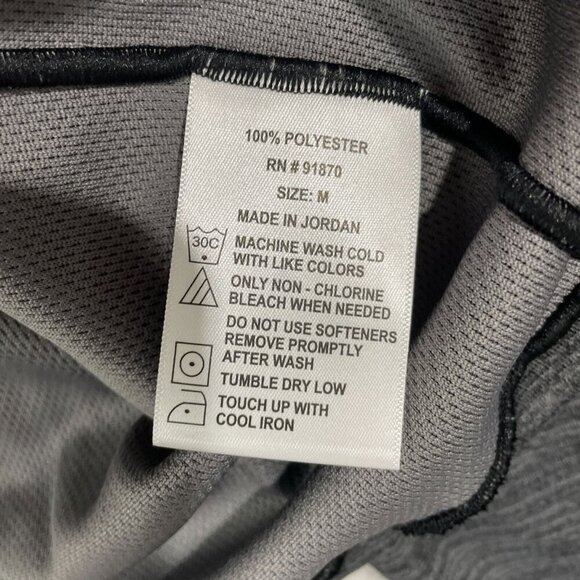 100% POLYESTER
RN # 91870
SIZE: M
MADE IN JORDAN
30C
MACHINE WASH COLD
WITH LIKE COLORS
ONLY NON - CHLORINE
BLEACH WHEN NEEDED
DO NOT USE SOFTENERS
REMOVE PROMPTLY
AFTER WASH
TUMBLE DRY LOW
TOUCH UP WITH
COOL IRON